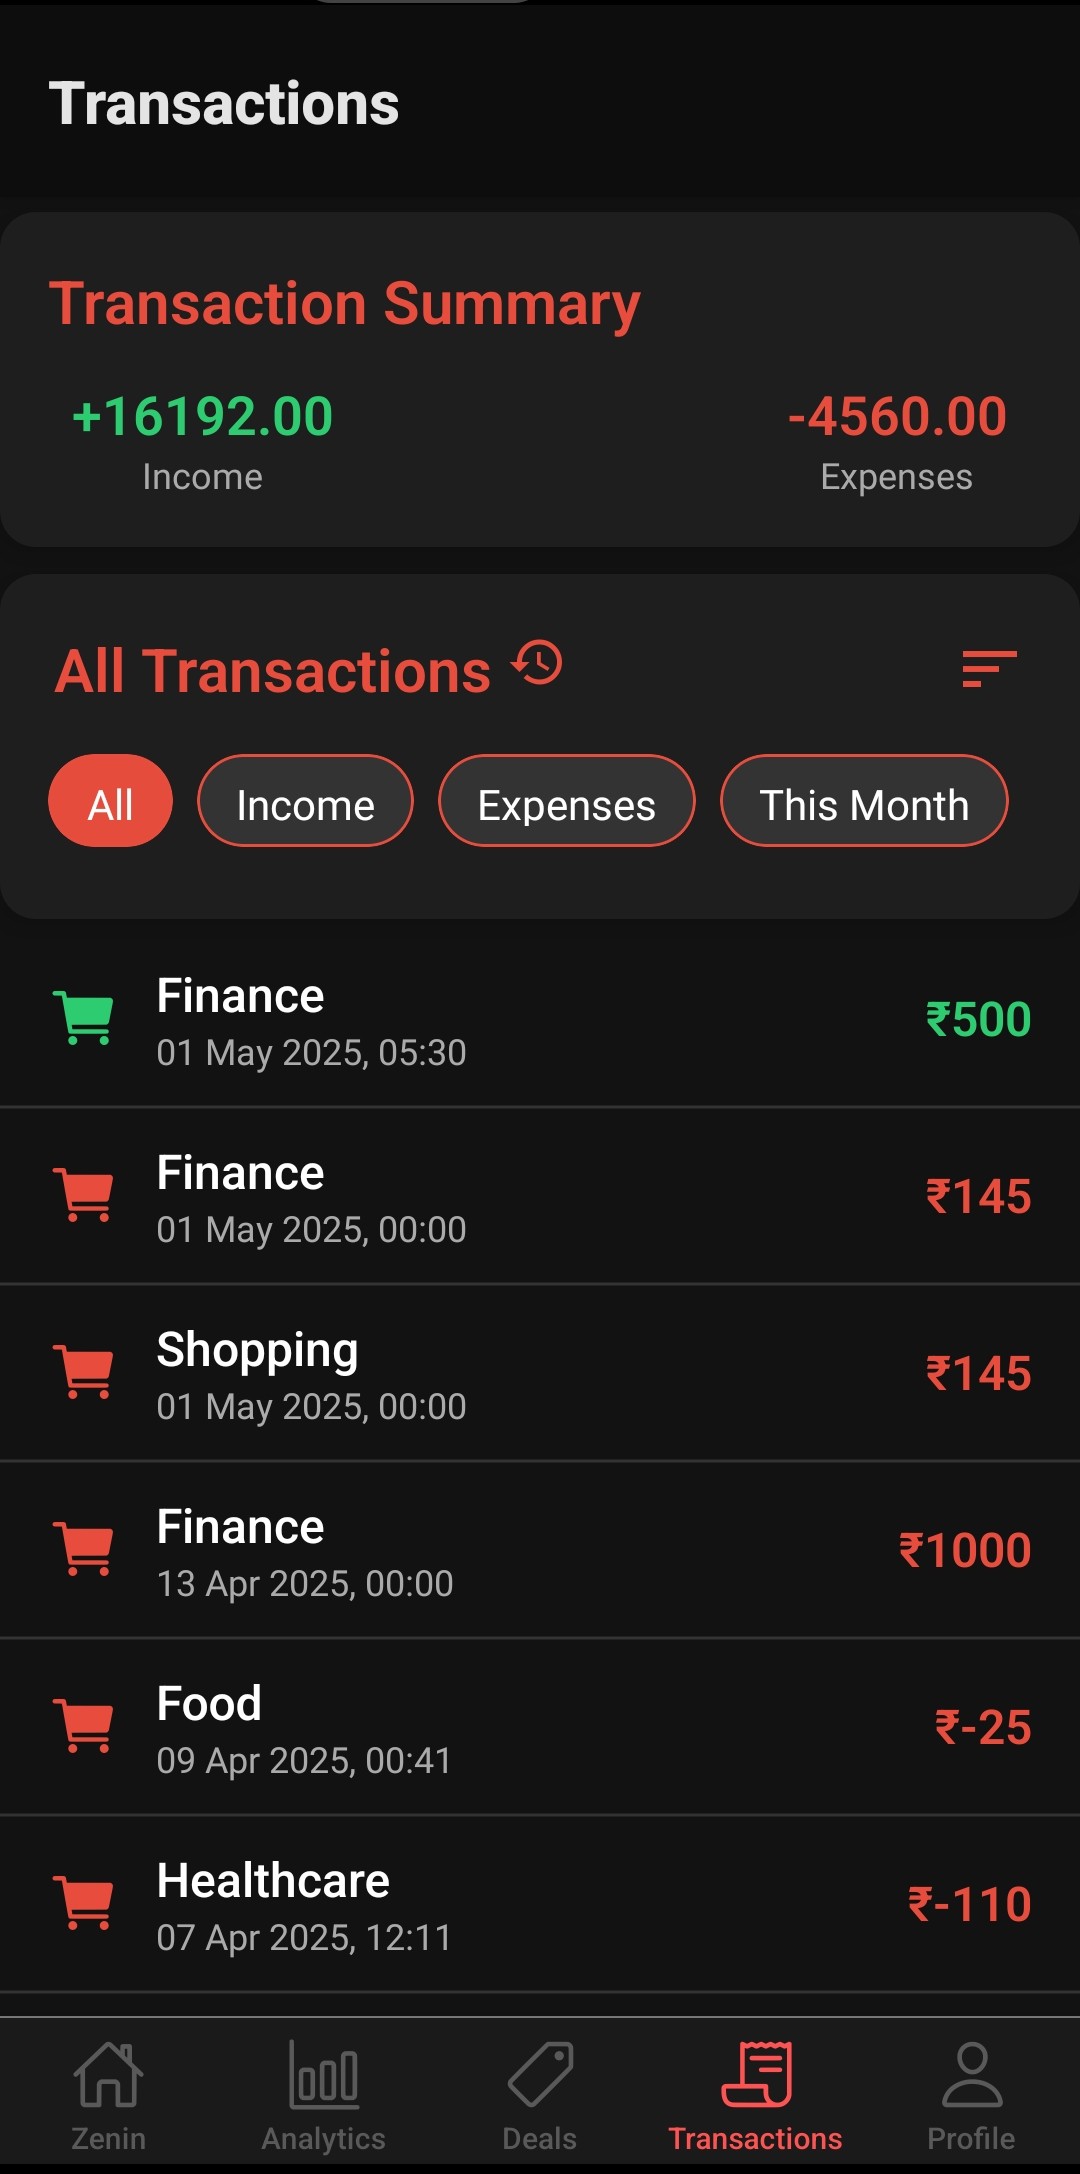 Transactions
Transaction Summary
+16192.00
Income
-4560.00
Expenses
All Transactions
All
Income
Expenses
This Month
Finance
01 May 2025, 05:30
₹500
Finance
01 May 2025, 00:00
₹145
Shopping
01 May 2025, 00:00
₹145
Finance
13 Apr 2025, 00:00
₹1000
Food
09 Apr 2025, 00:41
₹-25
Healthcare
07 Apr 2025, 12:11
₹-110
Zenin
Analytics
Deals
Transactions
Profile